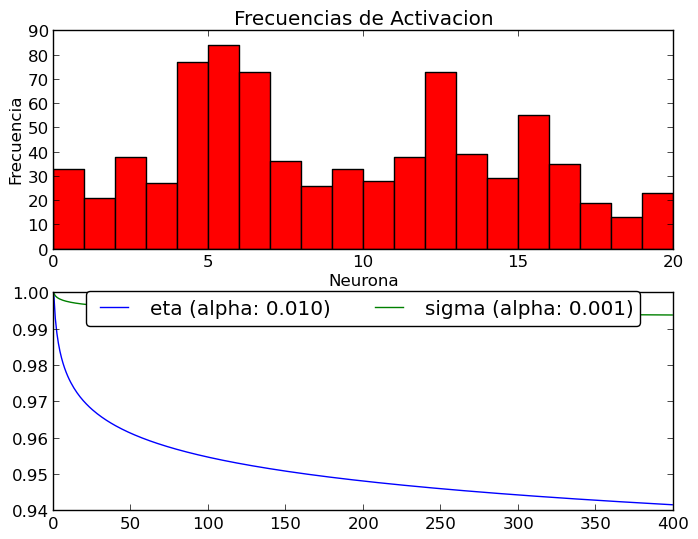 Frecuencias de Activacion
90
80
70
60
50
40
30
20
10
0
Frecuencia
0 5 10 15 20
Neurona
eta (alpha: 0.010) sigma (alpha: 0.001)
1.00
0.99
0.98
0.97
0.96
0.95
0.94
0 50 100 150 200 250 300 350 400